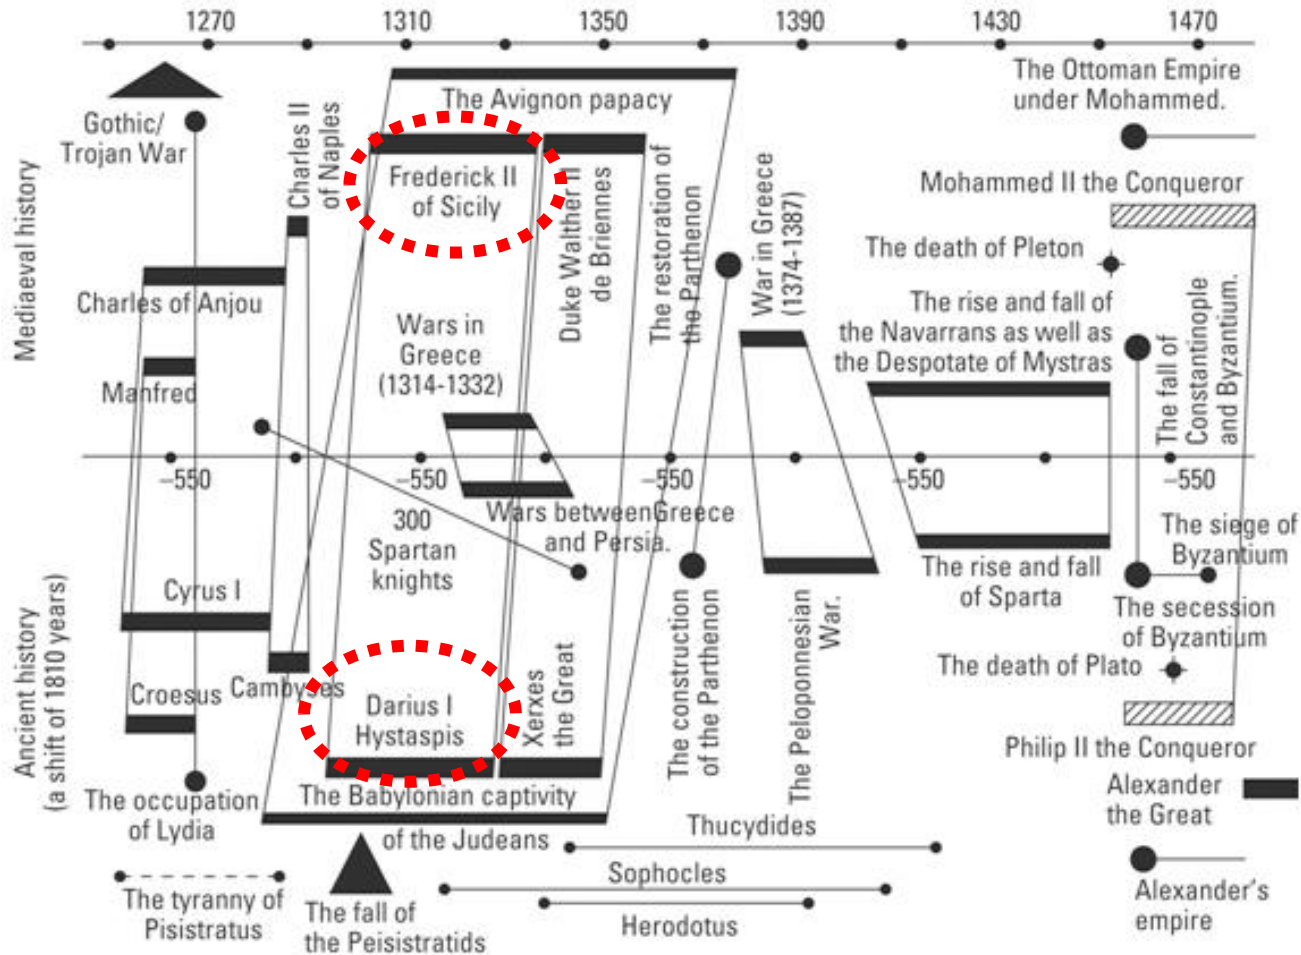 1270
1310
1350
1390
1430
1470
The Avignon papacy
The Ottoman Empire
under Mohammed.
Gothic/
Trojan War
Charles II
of Naples
Frederick II
of Sicily
Duke Walther II
de Briennes
The restoration of
the Parthenon
War in Greece
(1374-1387)
Mohammed II the Conqueror
The death of Pleton
Mediaeval history
Charles of Anjou
Manfred
Wars in
Greece
(1314-1332)
The rise and fall of
the Navarrans as well as
the Despotate of Mystras
The fall of
Constantinople
and Byzantium.
–550
–550
–550
–550
–550
300
Spartan
knights
Wars between Greece
and Persia.
The siege of
Byzantium
The rise and fall
of Sparta
The secession
of Byzantium
Ancient history
(a shift of 1810 years)
Cyrus I
Croesus
Cambyses
Darius I
Hystaspis
Xerxes
the Great
The construction
of the Parthenon
The Peloponnesian
War.
The death of Plato
Philip II the Conqueror
The occupation
of Lydia
The Babylonian captivity
of the Judeans
Alexander
the Great
Thucydides
Sophocles
Herodotus
The tyranny of
Pisistratus
The fall of
the Peisistratids
Alexander's
empire